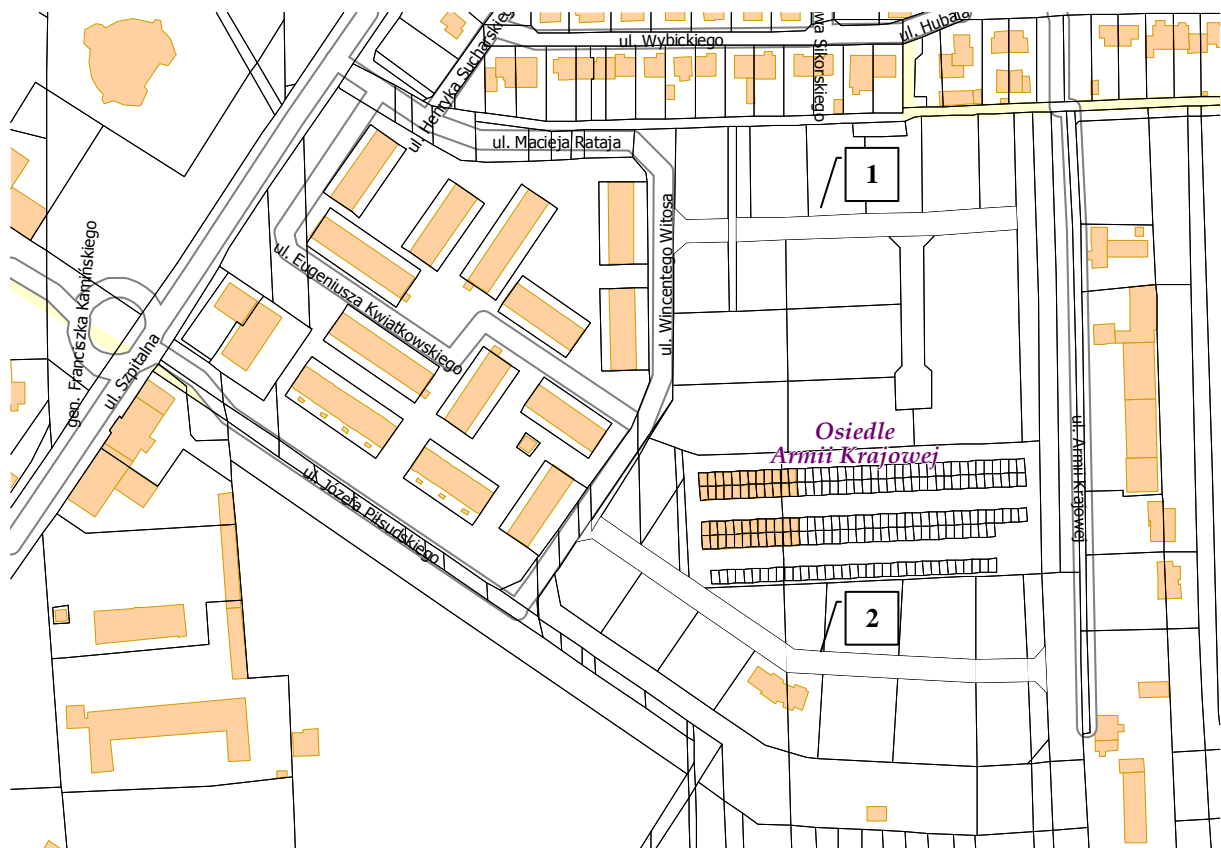 ul. Wybickiego
ul. Hubala
wa Sikorskiego
ul. Henryka Sucharskieg
ul. Macieja Rataja
1
ul. Wincentego Witosa
gen. Franciszka Kamińskiego
ul. Szpitalna
ul. Eugeniusza Kwiatkowskiego
Osiedle
Armii Krajowej
ul. Armii Krajowej
ul. Józefa Piłsudskiego
2